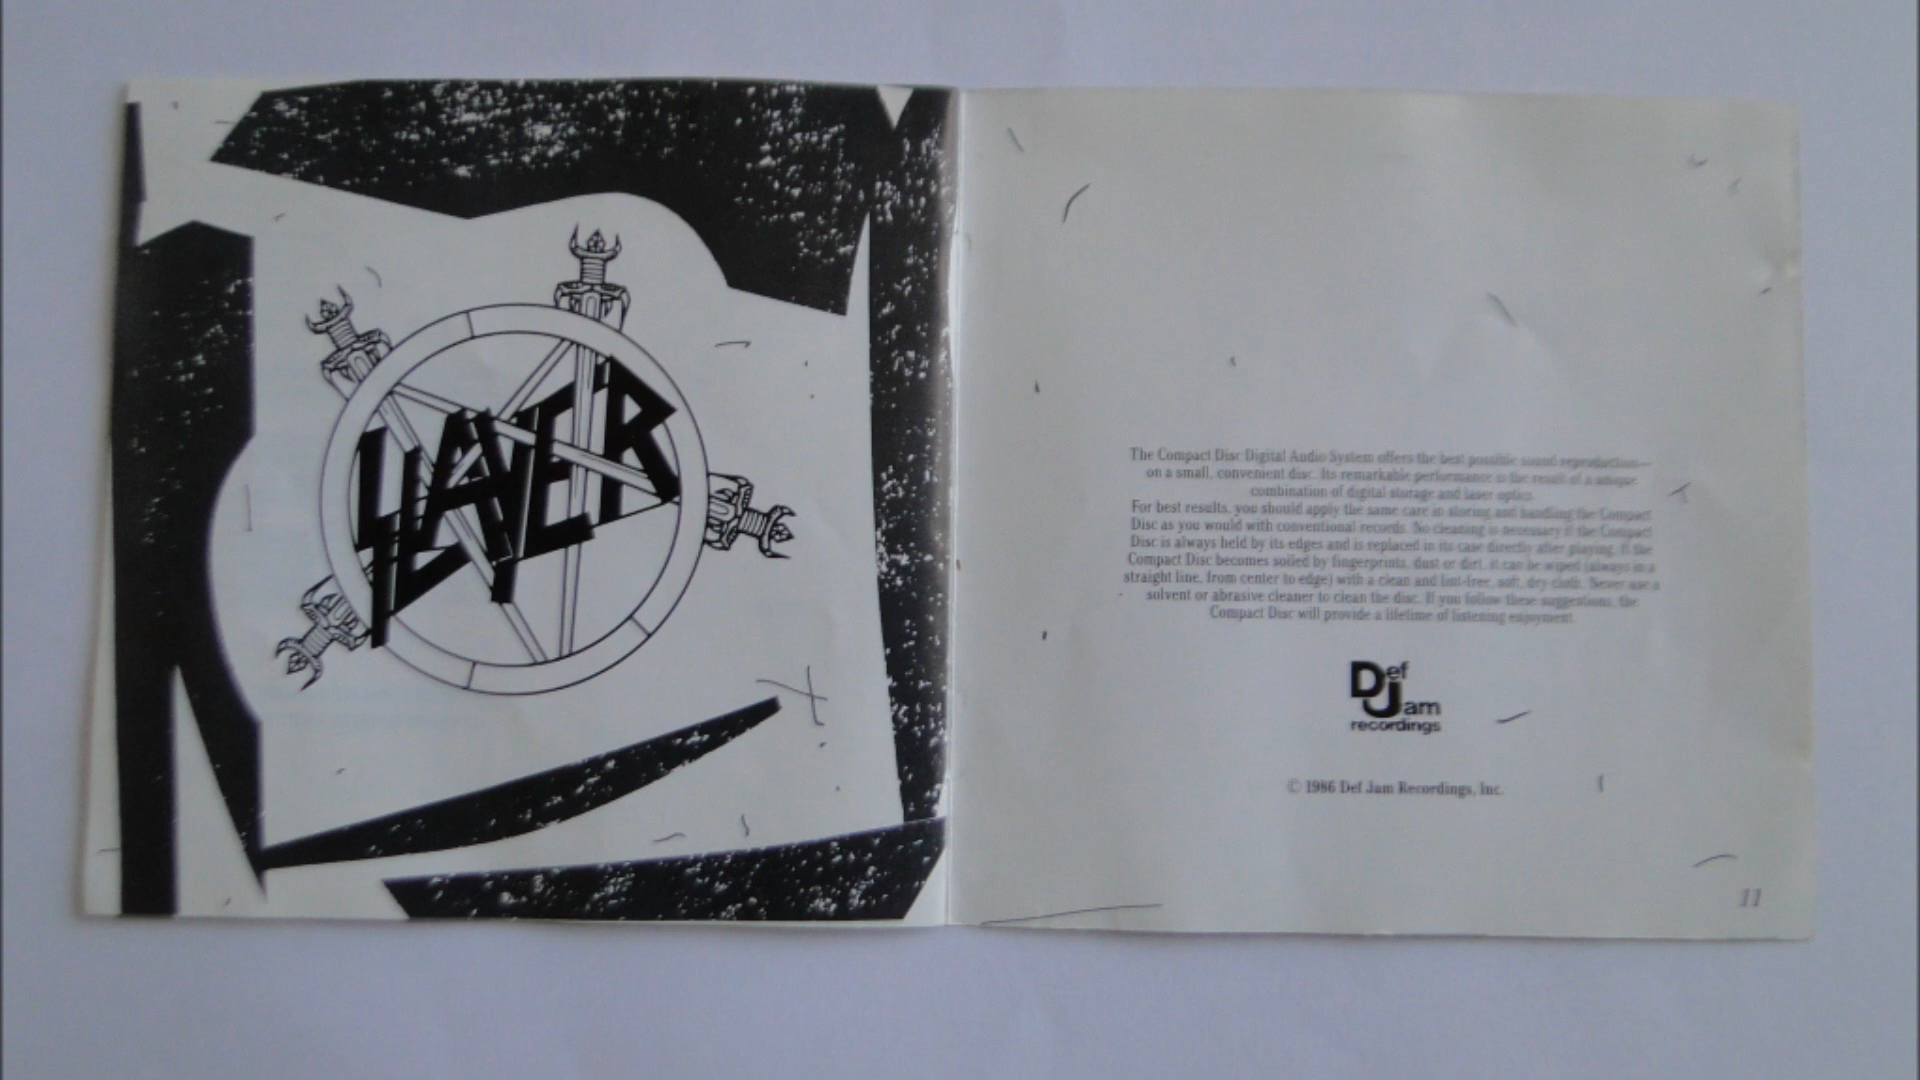 SLAYER
The Compact Disc Digital Audio System offers the best possible sound reproduction—
on a small, convenient disc. Its remarkable performance is the result of a unique
combination of digital storage and laser optics.
For best results, you should apply the same care in storing and handling the Compact
Disc as you would with conventional records. No cleaning is necessary if the Compact
Disc is always held by its edges and is replaced in its case directly after playing. If the
Compact Disc becomes soiled by fingerprints, dust or dirt, it can be wiped (always in a
straight line, from center to edge) with a clean and lint-free, soft, dry cloth. Never use a
solvent or abrasive cleaner to clean the disc. If you follow these suggestions, the
Compact Disc will provide a lifetime of listening enjoyment.
Def
Jam
recordings
© 1986 Def Jam Recordings, Inc.
11